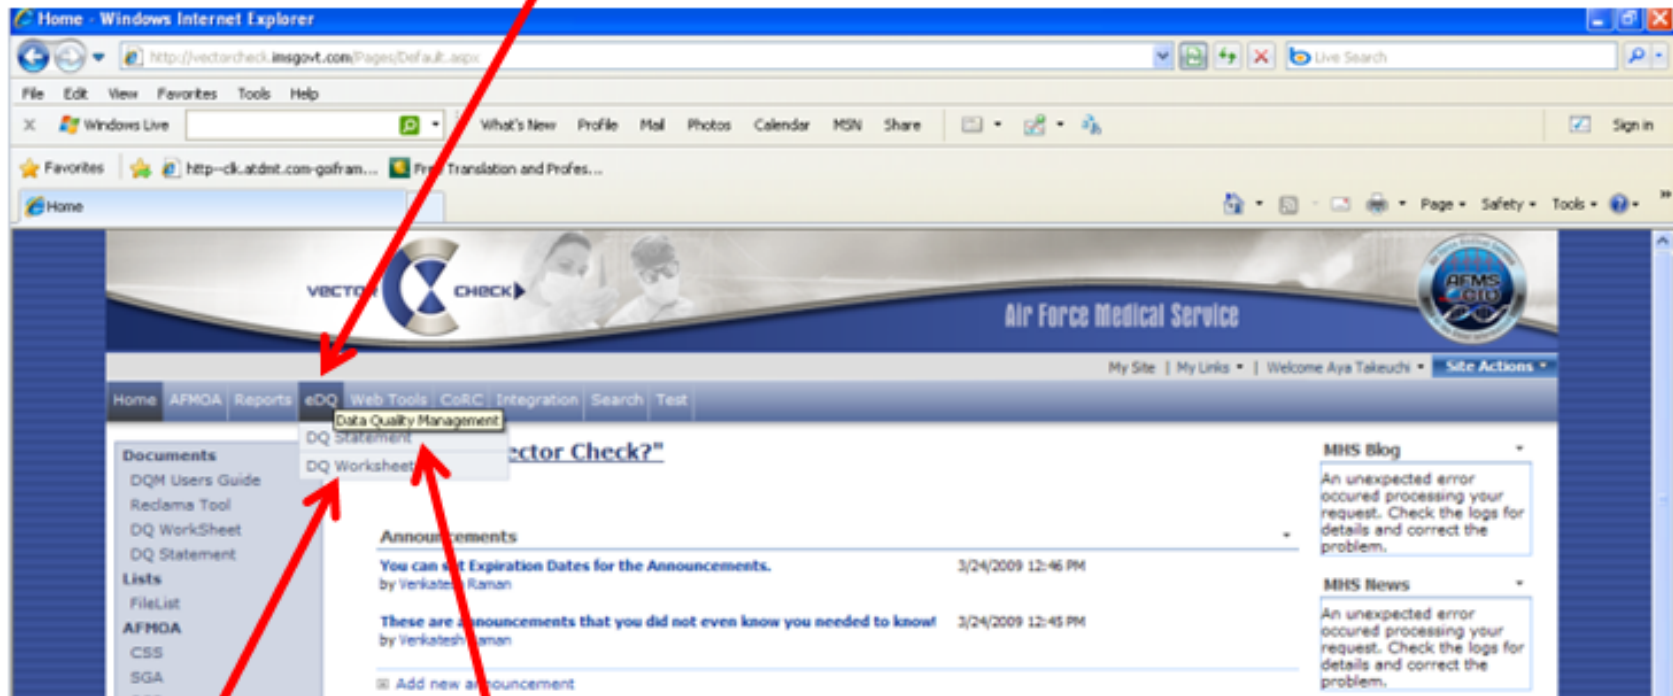 Home - Windows Internet Explorer
http://vectorcheck.imsgovt.com/Pages/Default.aspx
Live Search
File Edit View Favorites Tools Help
X Windows Live What's New Profile Mail Photos Calendar MSN Share Sign in
Favorites http--clk.atdmt.com-goifram... Free Translation and Profes...
Home Page Safety Tools
VECTOR CHECK
AFMS
CIO
Air Force Medical Service
My Site | My Links | Welcome Aya Takeuchi Site Actions
Home AFMOA Reports eDQ Web Tools CoRC Integration Search Test
Data Quality Management
DQ Statement
DQ Worksheet
ector Check?"
Documents
DQM Users Guide
Reclama Tool
DQ WorkSheet
DQ Statement
Lists
FileList
AFMOA
CSS
SGA
Announcements
You can set Expiration Dates for the Announcements. 3/24/2009 12:46 PM
by Venkatesh Raman
These are announcements that you did not even know you needed to know! 3/24/2009 12:45 PM
by Venkatesh Raman
Add new announcement
MHS Blog
An unexpected error
occured processing your
request. Check the logs for
details and correct the
problem.
MHS News
An unexpected error
occured processing your
request. Check the logs for
details and correct the
problem.